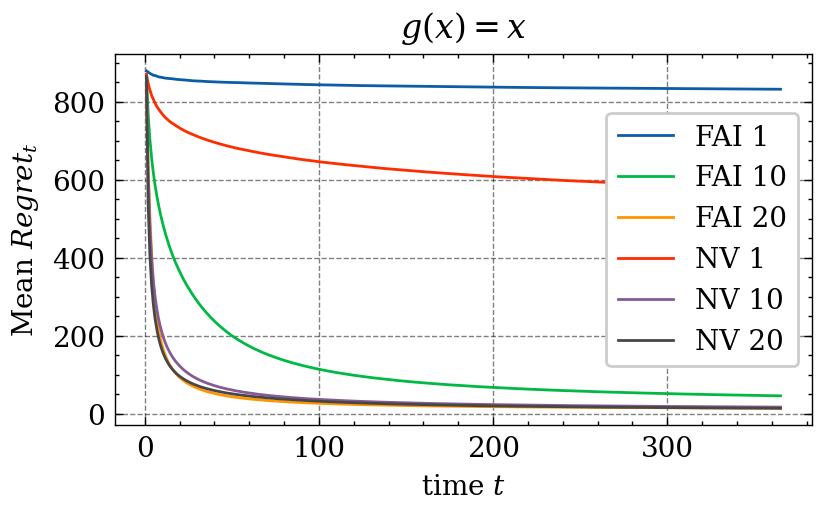 g(x) = x
Mean Regret_t
800
600
400
200
0
0 100 200 300
time t
FAI 1
FAI 10
FAI 20
NV 1
NV 10
NV 20